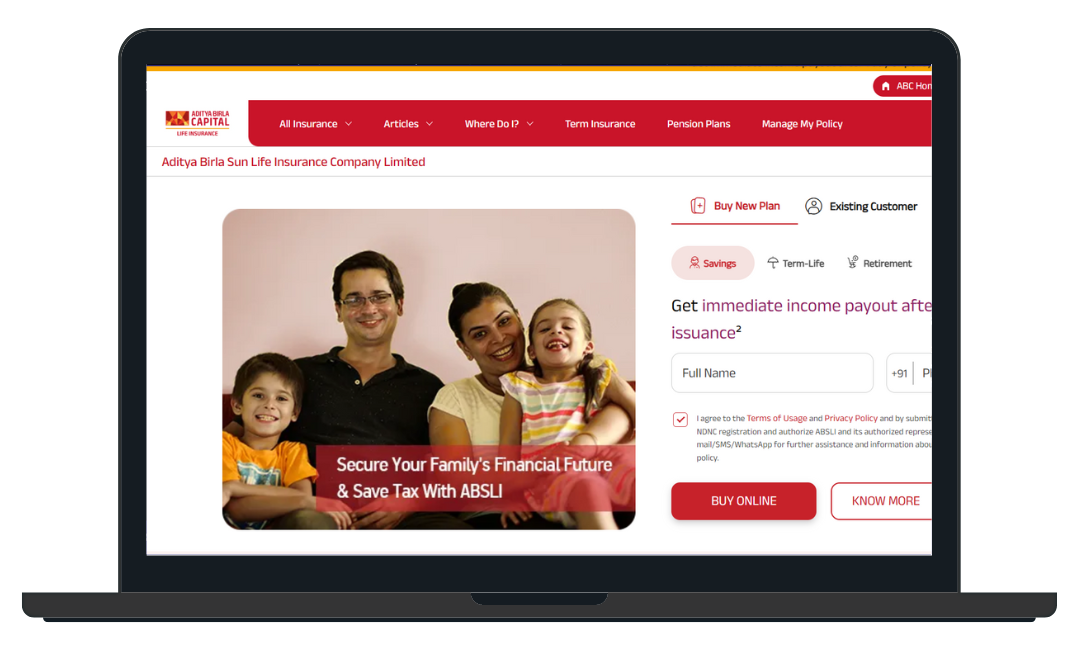 ABC Hom
ADITYA BIRLA
CAPITAL
LIFE INSURANCE
All Insurance
Articles
Where Do I?
Term Insurance
Pension Plans
Manage My Policy
Aditya Birla Sun Life Insurance Company Limited
Buy New Plan
Existing Customer
Savings
Term-Life
Retirement
Get immediate income payout afte
issuance²
Full Name
+91
I agree to the Terms of Usage and Privacy Policy and by submitt
NDNC registration and authorize ABSLI and its authorized represe
mail/SMS/WhatsApp for further assistance and information abou
policy.
BUY ONLINE
KNOW MORE
Secure Your Family's Financial Future
& Save Tax With ABSLI